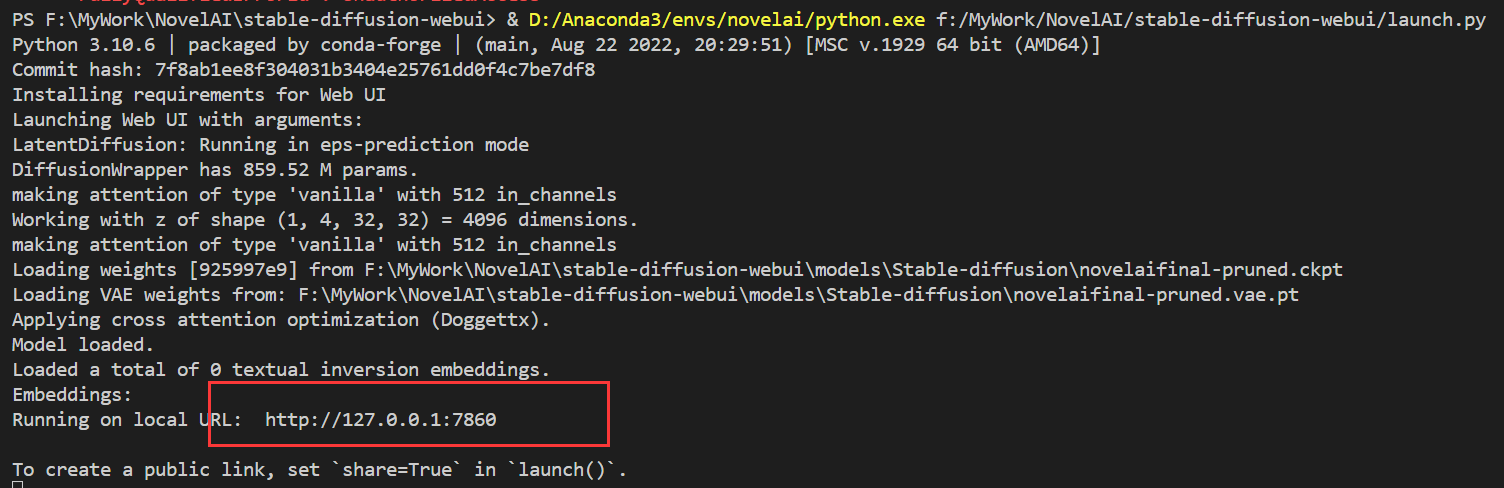 PS F:\MyWork\NovelAI\stable-diffusion-webui> & D:/Anaconda3/envs/novelai/python.exe f:/MyWork/NovelAI/stable-diffusion-webui/launch.py
Python 3.10.6 | packaged by conda-forge | (main, Aug 22 2022, 20:29:51) [MSC v.1929 64 bit (AMD64)]
Commit hash: 7f8ab1ee8f304031b3404e25761dd0f4c7be7df8
Installing requirements for Web UI
Launching Web UI with arguments:
LatentDiffusion: Running in eps-prediction mode
DiffusionWrapper has 859.52 M params.
making attention of type 'vanilla' with 512 in_channels
Working with z of shape (1, 4, 32, 32) = 4096 dimensions.
making attention of type 'vanilla' with 512 in_channels
Loading weights [925997e9] from F:\MyWork\NovelAI\stable-diffusion-webui\models\Stable-diffusion\novelaifinal-pruned.ckpt
Loading VAE weights from: F:\MyWork\NovelAI\stable-diffusion-webui\models\Stable-diffusion\novelaifinal-pruned.vae.pt
Applying cross attention optimization (Doggettx).
Model loaded.
Loaded a total of 0 textual inversion embeddings.
Embeddings:
Running on local URL:  http://127.0.0.1:7860
To create a public link, set `share=True` in `launch()`.